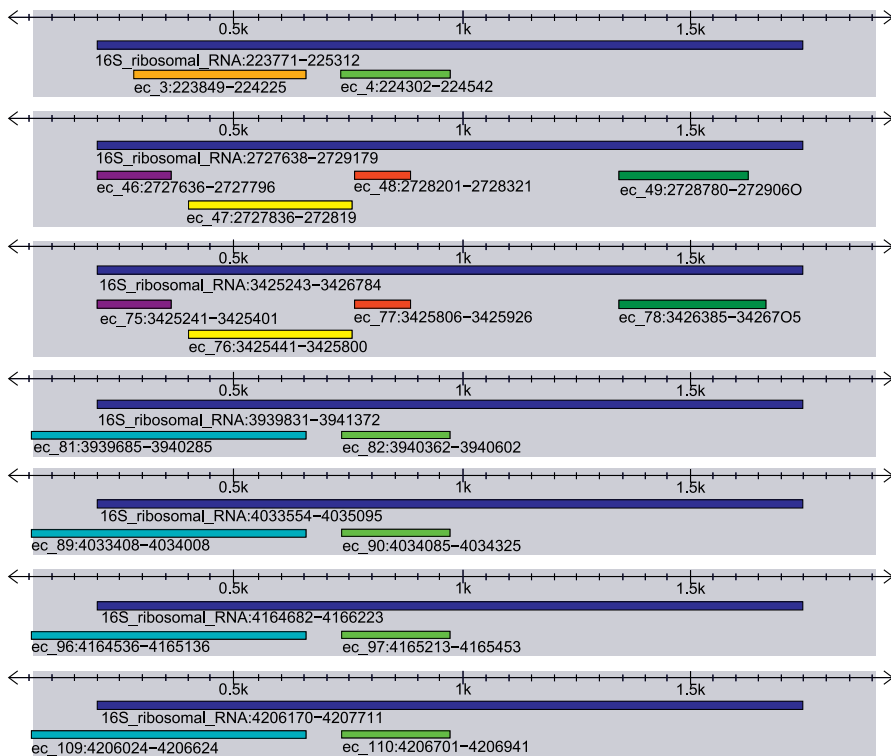 0.5k 1k 1.5k
16S_ribosomal_RNA:223771−225312
ec_3:223849−224225 ec_4:224302−224542
0.5k 1k 1.5k
16S_ribosomal_RNA:2727638−2729179
ec_46:2727636−2727796 ec_48:2728201−2728321 ec_49:2728780−272906O
ec_47:2727836−272819
0.5k 1k 1.5k
16S_ribosomal_RNA:3425243−3426784
ec_75:3425241−3425401 ec_77:3425806−3425926 ec_78:3426385−34267O5
ec_76:3425441−3425800
0.5k 1k 1.5k
16S_ribosomal_RNA:3939831−3941372
ec_81:3939685−3940285 ec_82:3940362−3940602
0.5k 1k 1.5k
16S_ribosomal_RNA:4033554−4035095
ec_89:4033408−4034008 ec_90:4034085−4034325
0.5k 1k 1.5k
16S_ribosomal_RNA:4164682−4166223
ec_96:4164536−4165136 ec_97:4165213−4165453
0.5k 1k 1.5k
16S_ribosomal_RNA:4206170−4207711
ec_109:4206024−4206624 ec_110:4206701−4206941